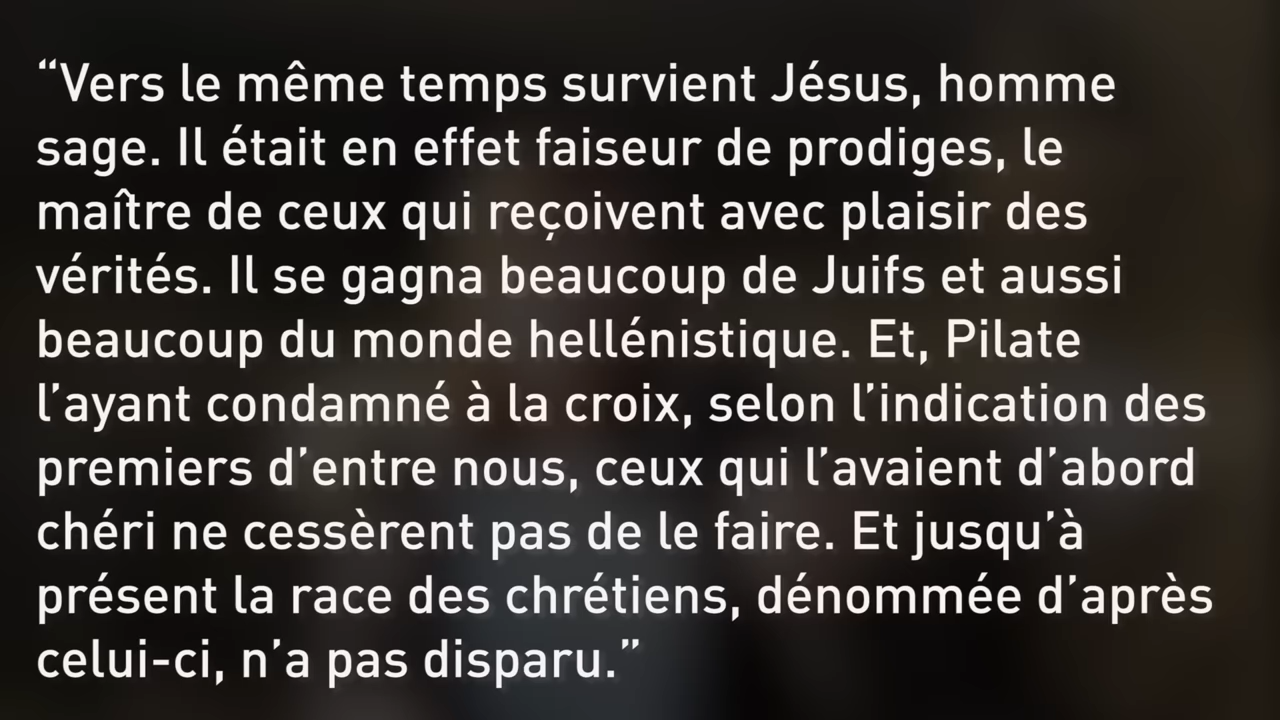 “Vers le même temps survient Jésus, homme
sage. Il était en effet faiseur de prodiges, le
maître de ceux qui reçoivent avec plaisir des
vérités. Il se gagna beaucoup de Juifs et aussi
beaucoup du monde hellénistique. Et, Pilate
l’ayant condamné à la croix, selon l’indication des
premiers d’entre nous, ceux qui l’avaient d’abord
chéri ne cessèrent pas de le faire. Et jusqu’à
présent la race des chrétiens, dénommée d’après
celui-ci, n’a pas disparu.”